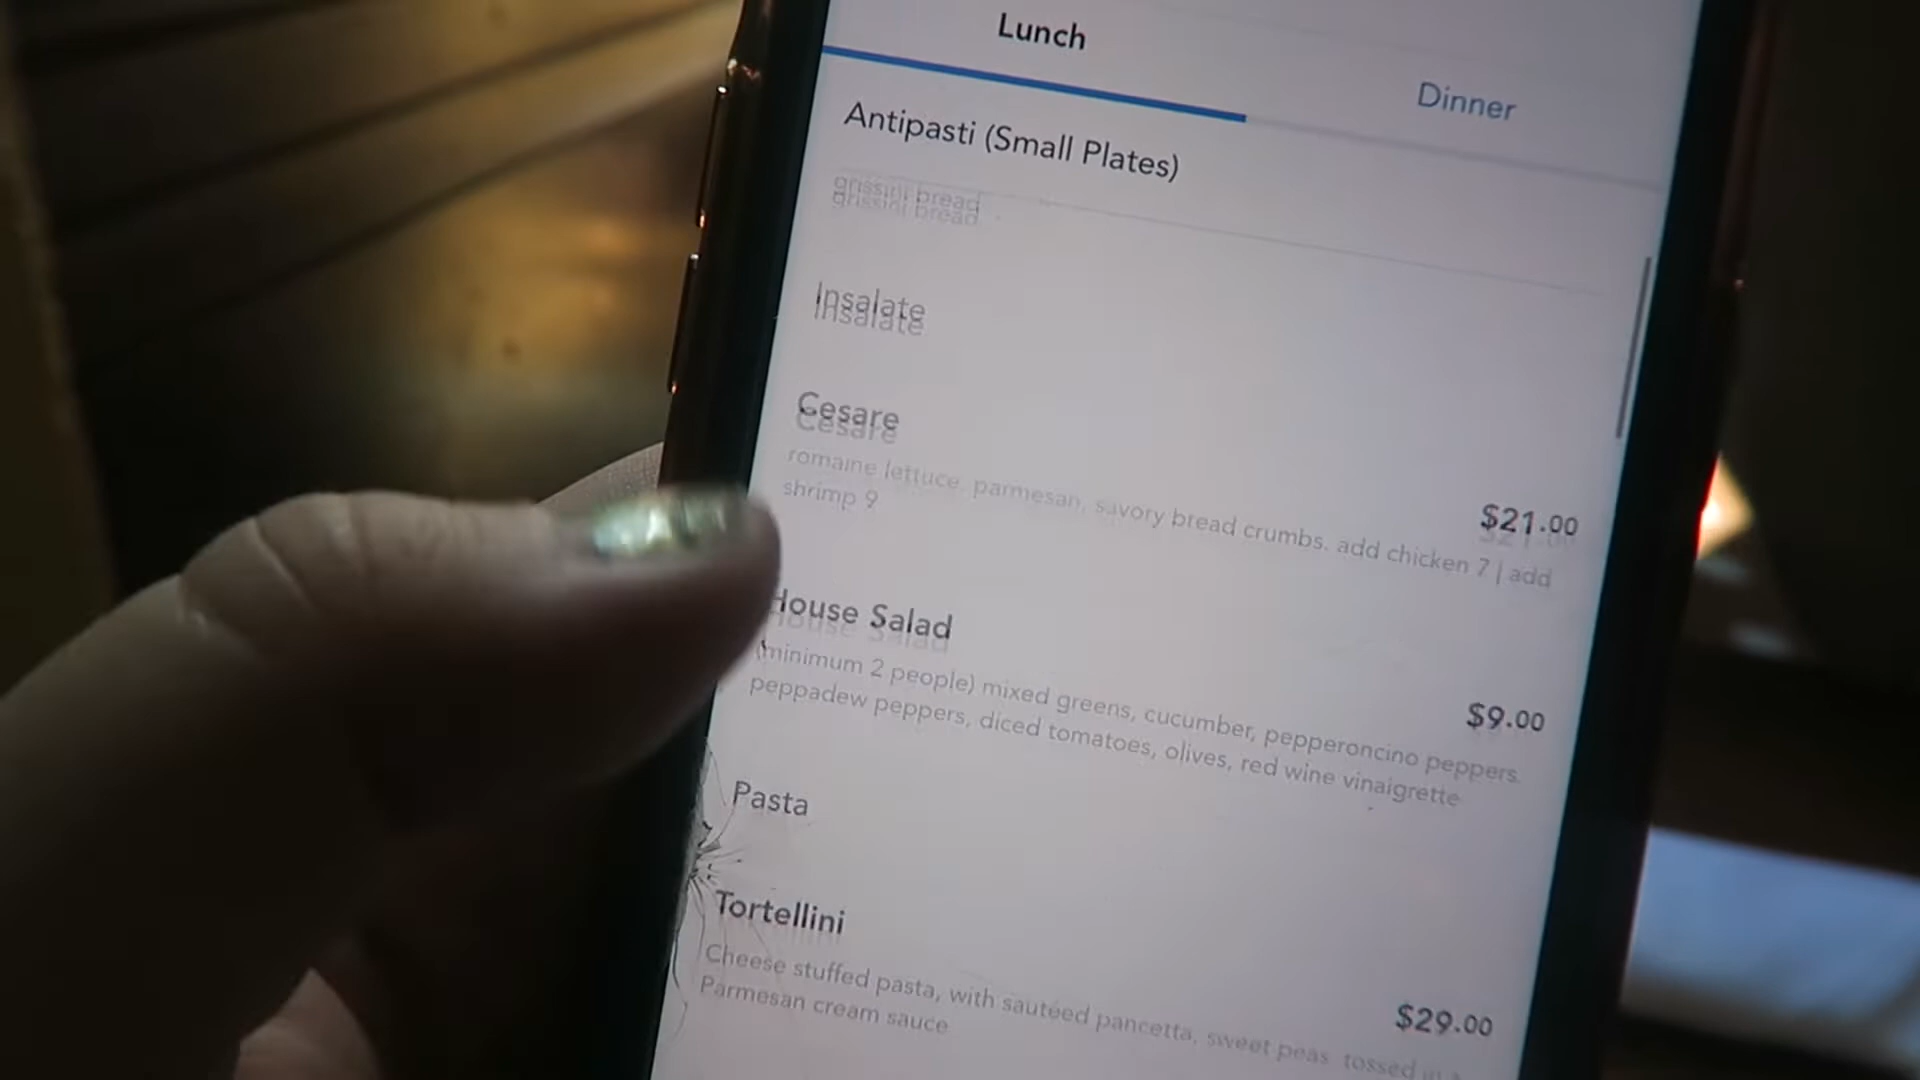 Lunch
Dinner
Antipasti (Small Plates)
grissini bread
Insalate
Cesare
$21.00
romaine lettuce, parmesan, savory bread crumbs. add chicken 7 | add
shrimp 9
House Salad
$9.00
(minimum 2 people) mixed greens, cucumber, pepperoncino peppers,
peppadew peppers, diced tomatoes, olives, red wine vinaigrette
Pasta
Tortellini
$29.00
Cheese stuffed pasta, with sautéed pancetta, sweet peas, tossed in a
Parmesan cream sauce